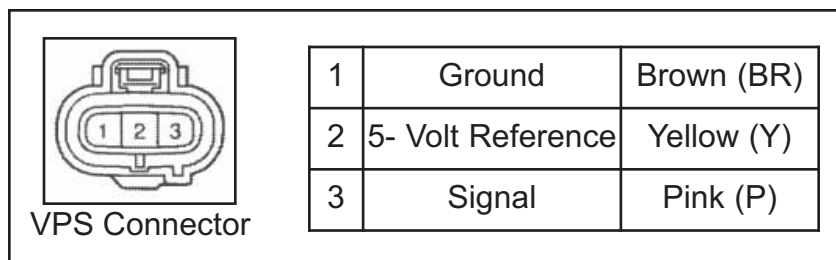 1 2 3
VPS Connector
1 Ground Brown (BR)
2 5- Volt Reference Yellow (Y)
3 Signal Pink (P)